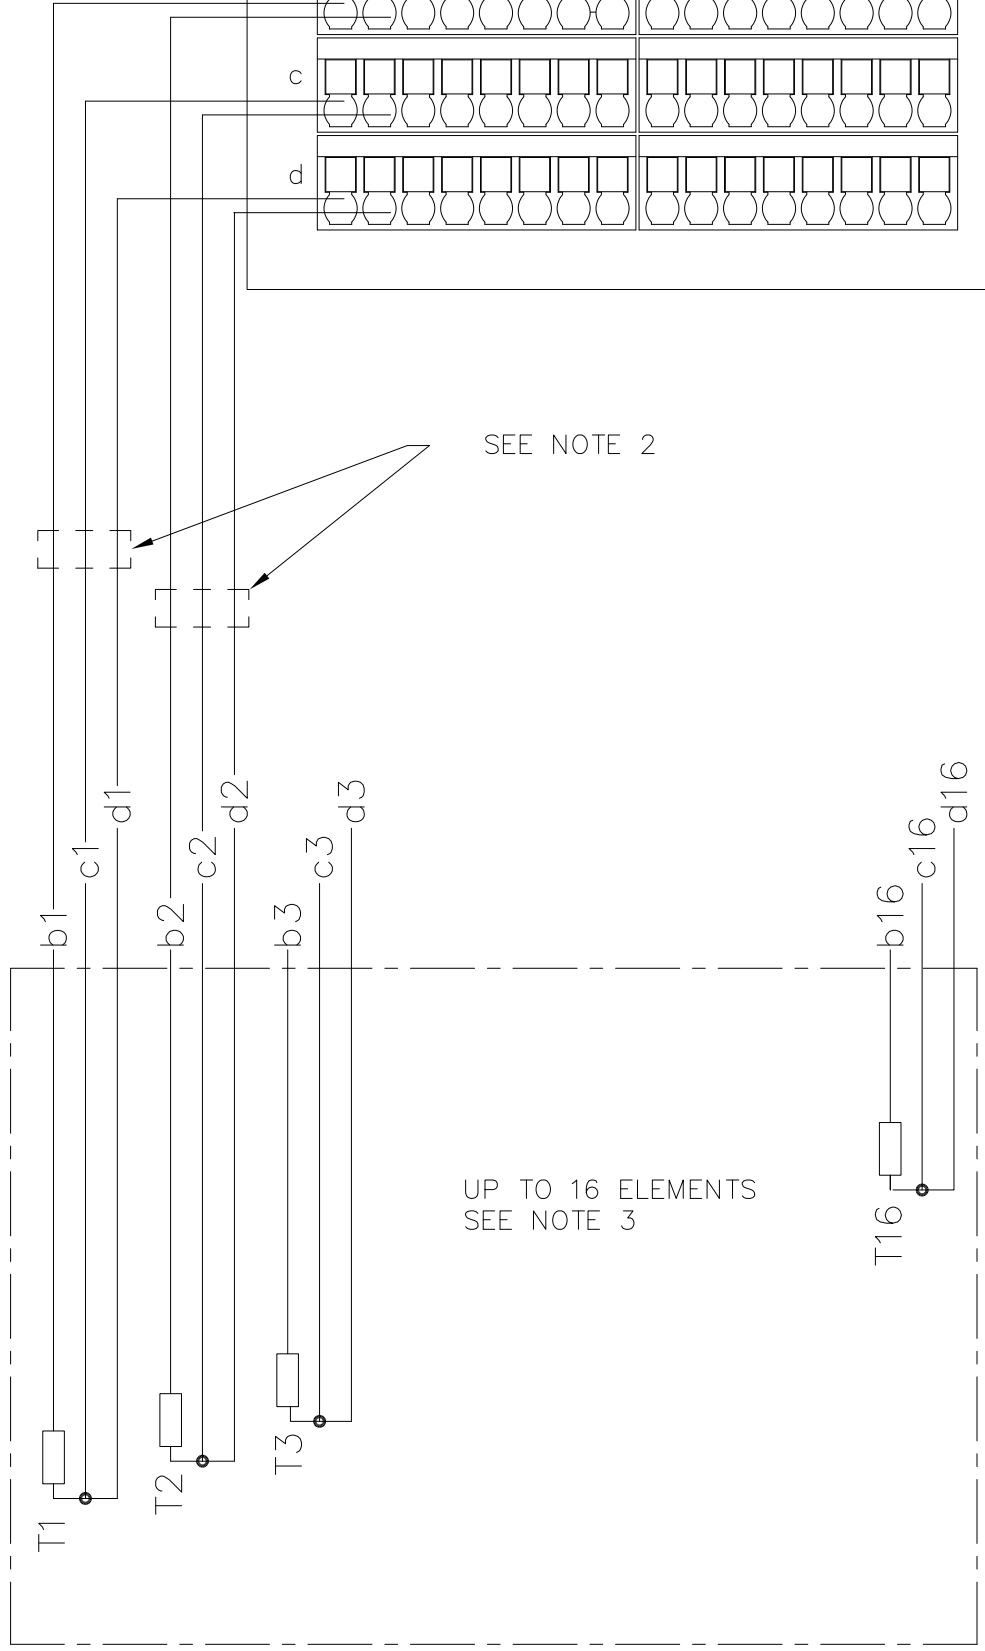 c
d
SEE NOTE 2
b1
c1
d1
b2
c2
d2
b3
c3
d3
b16
c16
d16
UP TO 16 ELEMENTS
SEE NOTE 3
T1
T2
T3
T16